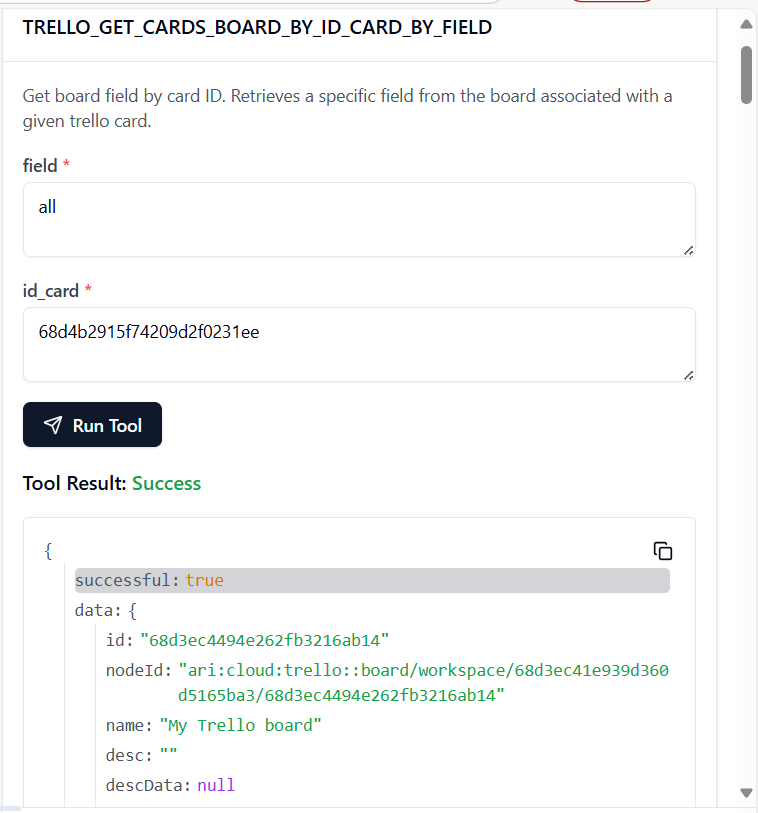 TRELLO_GET_CARDS_BOARD_BY_ID_CARD_BY_FIELD
Get board field by card ID. Retrieves a specific field from the board associated with a
given trello card.
field *
all
id_card *
68d4b2915f74209d2f0231ee
Run Tool
Tool Result: Success
{
successful: true
data: {
id: "68d3ec4494e262fb3216ab14"
nodeId: "ari:cloud:trello::board/workspace/68d3ec41e939d360
d5165ba3/68d3ec4494e262fb3216ab14"
name: "My Trello board"
desc: ""
descData: null